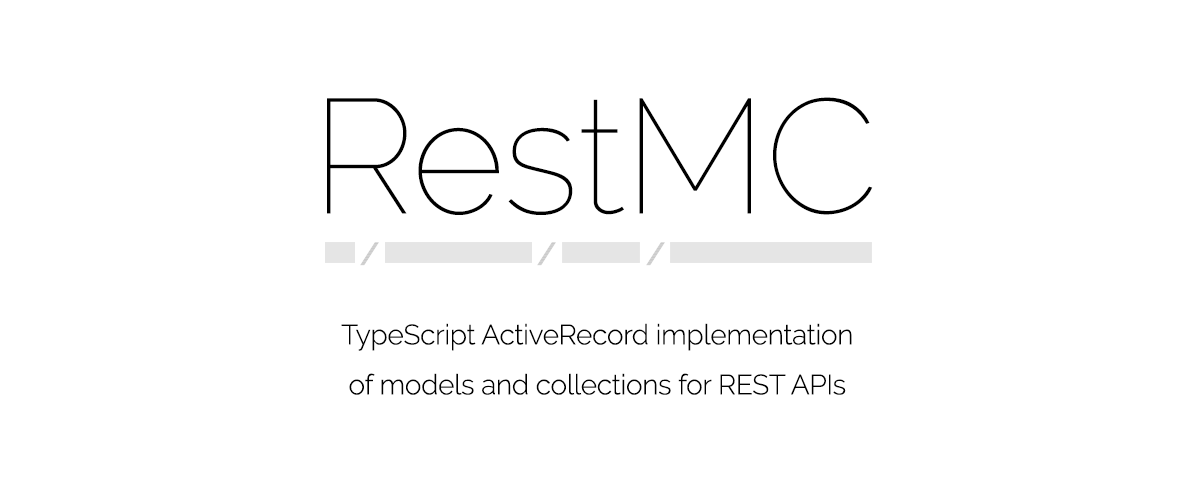 RestMC
/ / /
TypeScript ActiveRecord implementation
of models and collections for REST APIs